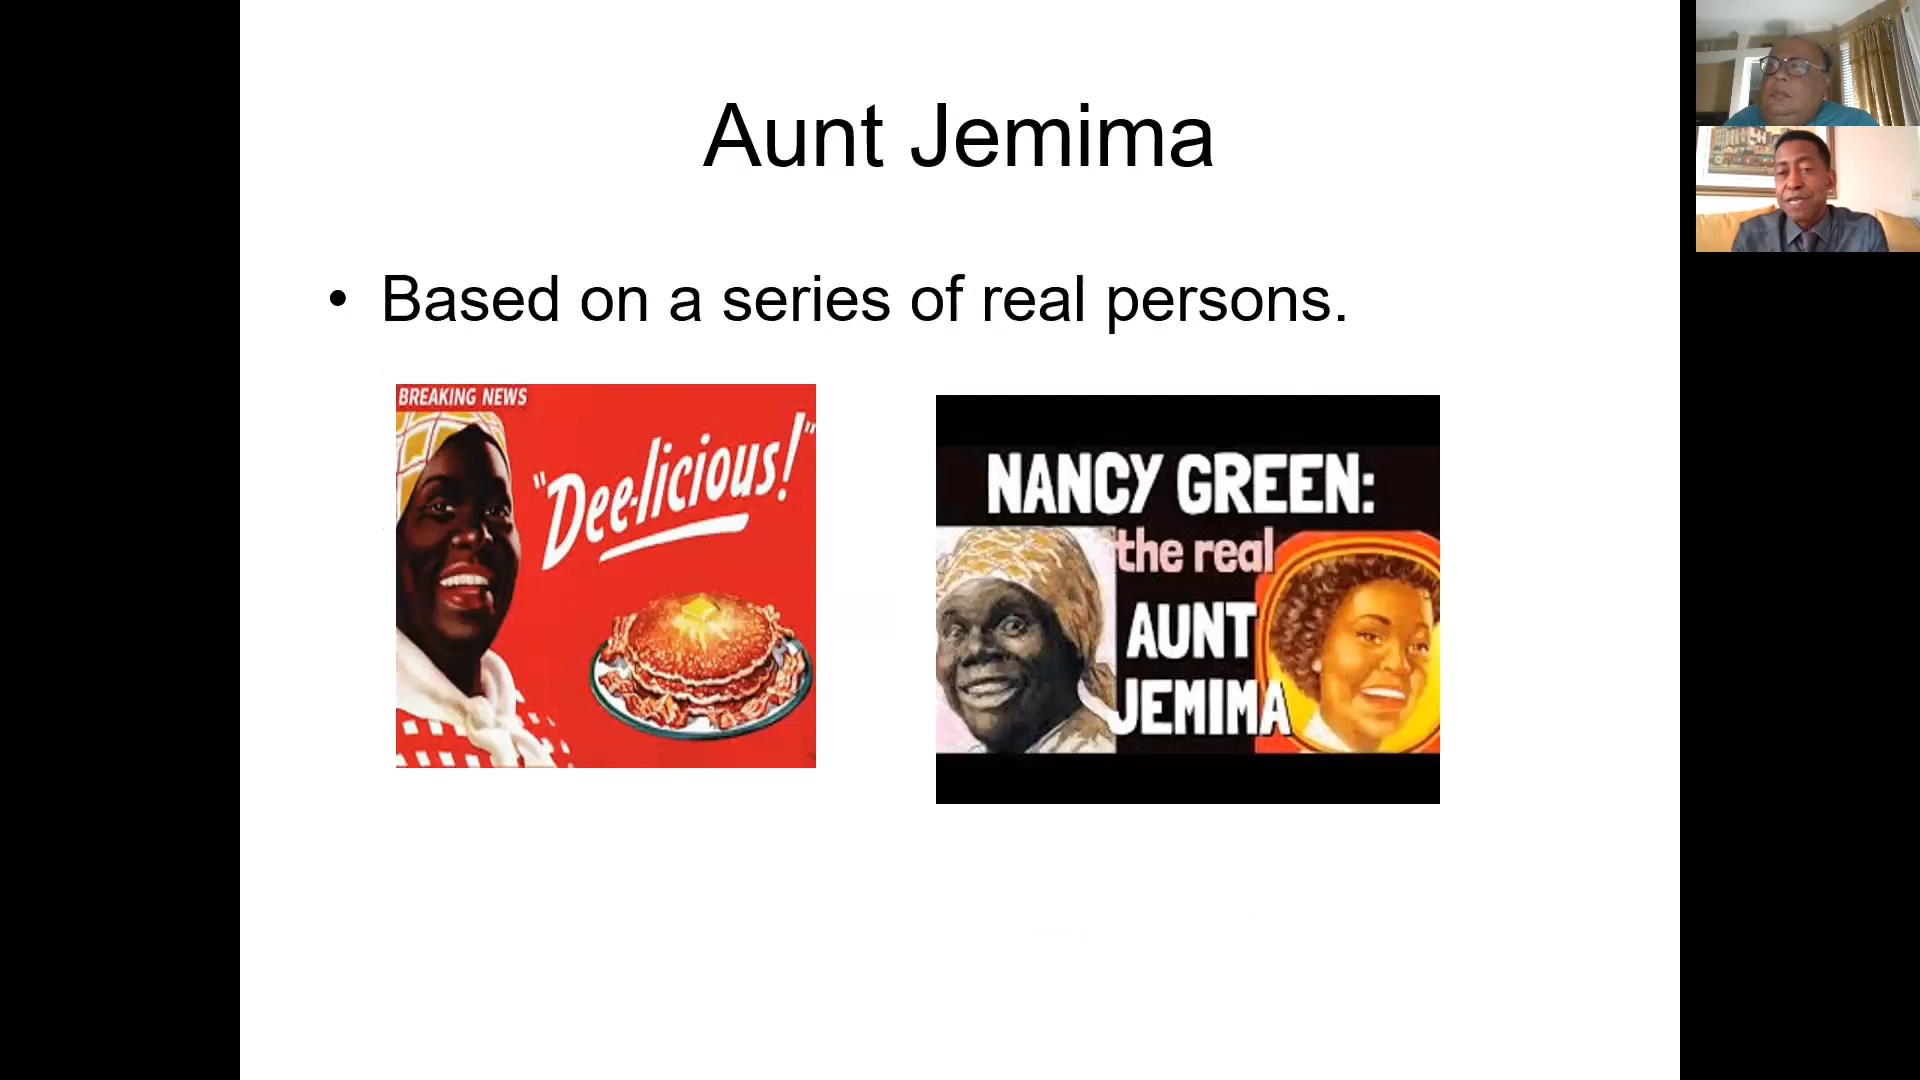 Aunt Jemima
• Based on a series of real persons.
BREAKING NEWS
"Dee-licious!"
NANCY GREEN:
the real
AUNT
JEMIMA